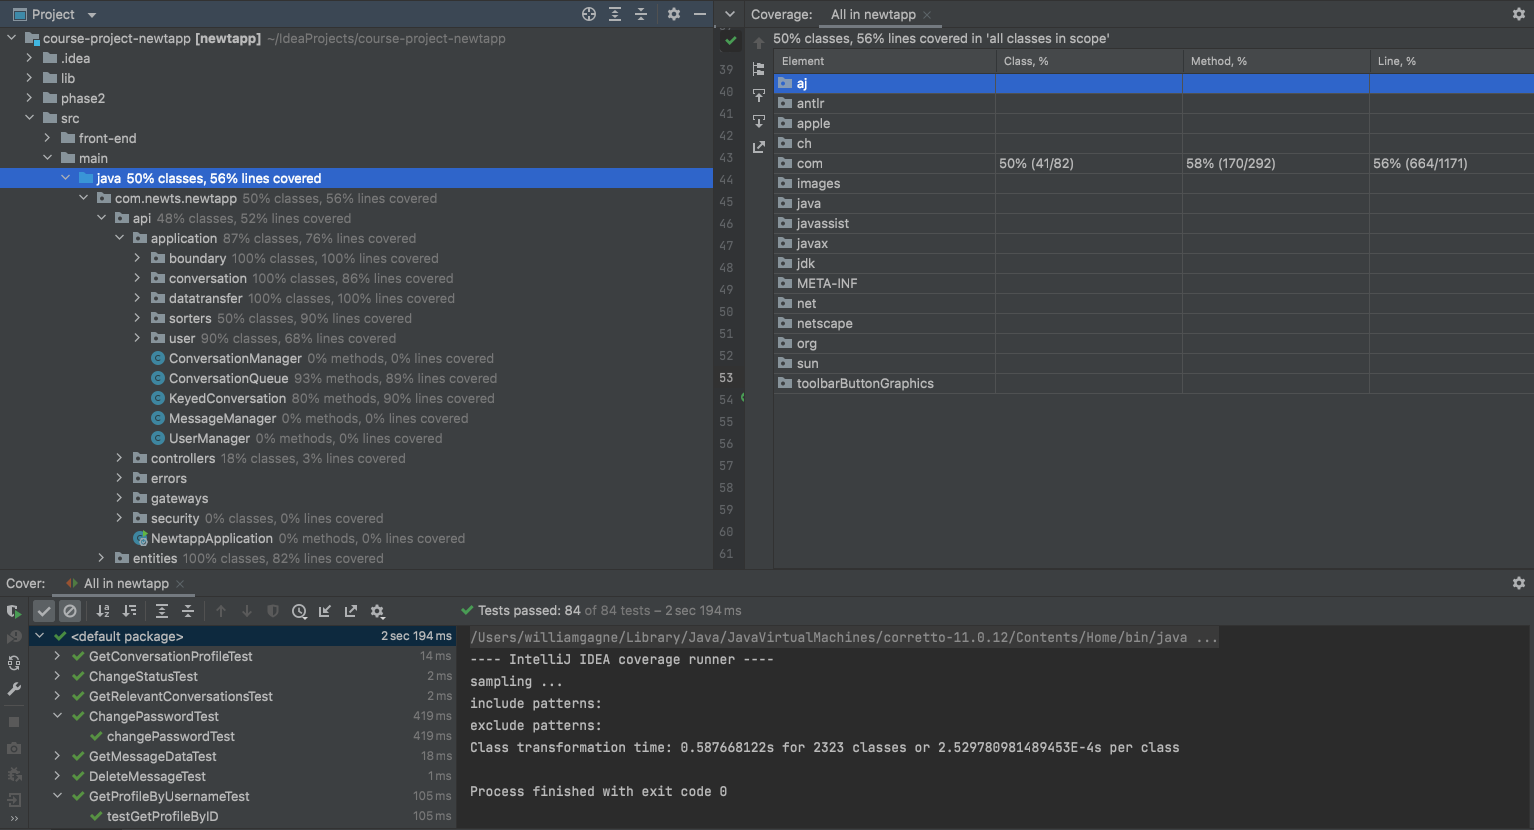 Project
course-project-newtapp [newtapp] ~/IdeaProjects/course-project-newtapp
.idea
lib
phase2
src
front-end
main
java 50% classes, 56% lines covered
com.newts.newtapp 50% classes, 56% lines covered
api 48% classes, 52% lines covered
application 87% classes, 76% lines covered
boundary 100% classes, 100% lines covered
conversation 100% classes, 86% lines covered
datatransfer 100% classes, 100% lines covered
sorters 50% classes, 90% lines covered
user 90% classes, 68% lines covered
ConversationManager 0% methods, 0% lines covered
ConversationQueue 93% methods, 89% lines covered
KeyedConversation 80% methods, 90% lines covered
MessageManager 0% methods, 0% lines covered
UserManager 0% methods, 0% lines covered
controllers 18% classes, 3% lines covered
errors
gateways
security 0% classes, 0% lines covered
NewtappApplication 0% methods, 0% lines covered
entities 100% classes, 82% lines covered
39
40
41
42
43
44
45
46
47
48
49
50
51
52
53
54
55
56
57
58
59
60
61
Coverage: All in newtapp
50% classes, 56% lines covered in 'all classes in scope'
Element Class, % Method, % Line, %
aj
antlr
apple
ch
com 50% (41/82) 58% (170/292) 56% (664/1171)
images
java
javassist
javax
jdk
META-INF
net
netscape
org
sun
toolbarButtonGraphics
Cover: All in newtapp
Tests passed: 84 of 84 tests – 2 sec 194 ms
<default package> 2 sec 194 ms
GetConversationProfileTest 14 ms
ChangeStatusTest 2 ms
GetRelevantConversationsTest 2 ms
ChangePasswordTest 419 ms
changePasswordTest 419 ms
GetMessageDataTest 18 ms
DeleteMessageTest 1 ms
GetProfileByUsernameTest 105 ms
testGetProfileByID 105 ms
/Users/williamgagne/Library/Java/JavaVirtualMachines/corretto-11.0.12/Contents/Home/bin/java ...
---- IntelliJ IDEA coverage runner ----
sampling ...
include patterns:
exclude patterns:
Class transformation time: 0.587668122s for 2323 classes or 2.529780981489453E-4s per class
Process finished with exit code 0